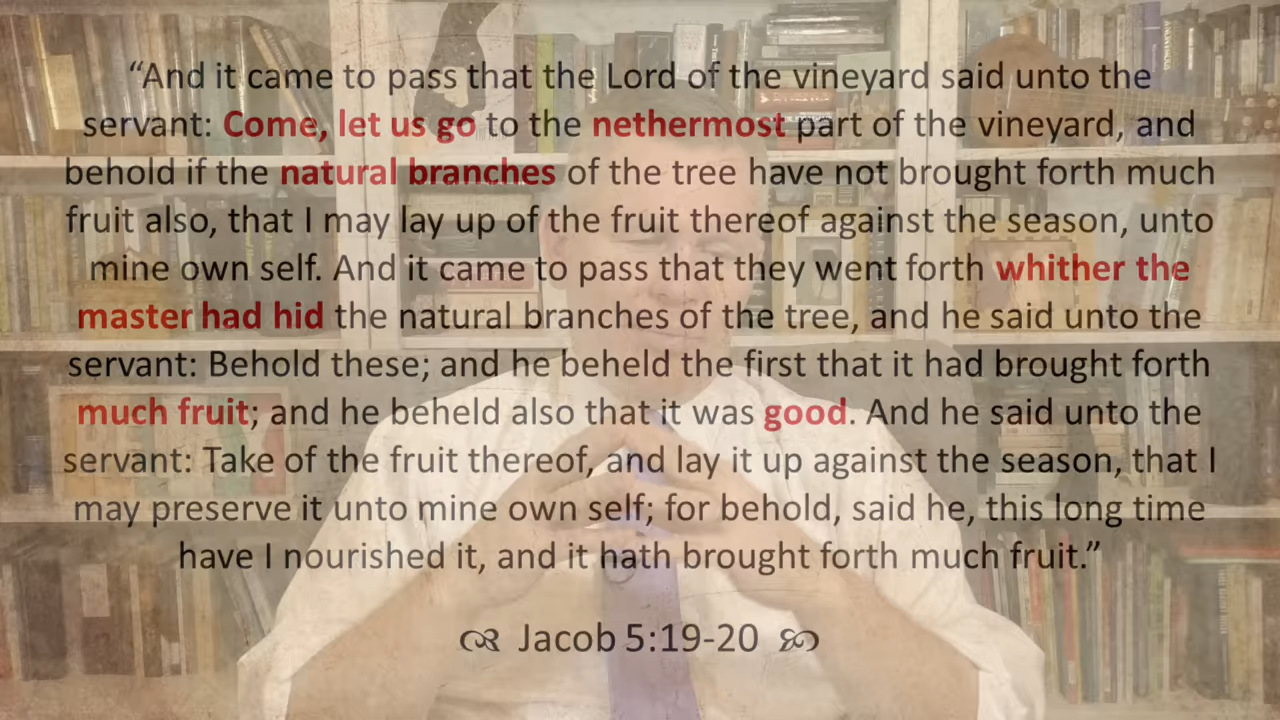 “And it came to pass that the Lord of the vineyard said unto the
servant: Come, let us go to the nethermost part of the vineyard, and
behold if the natural branches of the tree have not brought forth much
fruit also, that I may lay up of the fruit thereof against the season, unto
mine own self. And it came to pass that they went forth whither the
master had hid the natural branches of the tree, and he said unto the
servant: Behold these; and he beheld the first that it had brought forth
much fruit; and he beheld also that it was good. And he said unto the
servant: Take of the fruit thereof, and lay it up against the season, that I
may preserve it unto mine own self; for behold, said he, this long time
have I nourished it, and it hath brought forth much fruit.”
Jacob 5:19-20